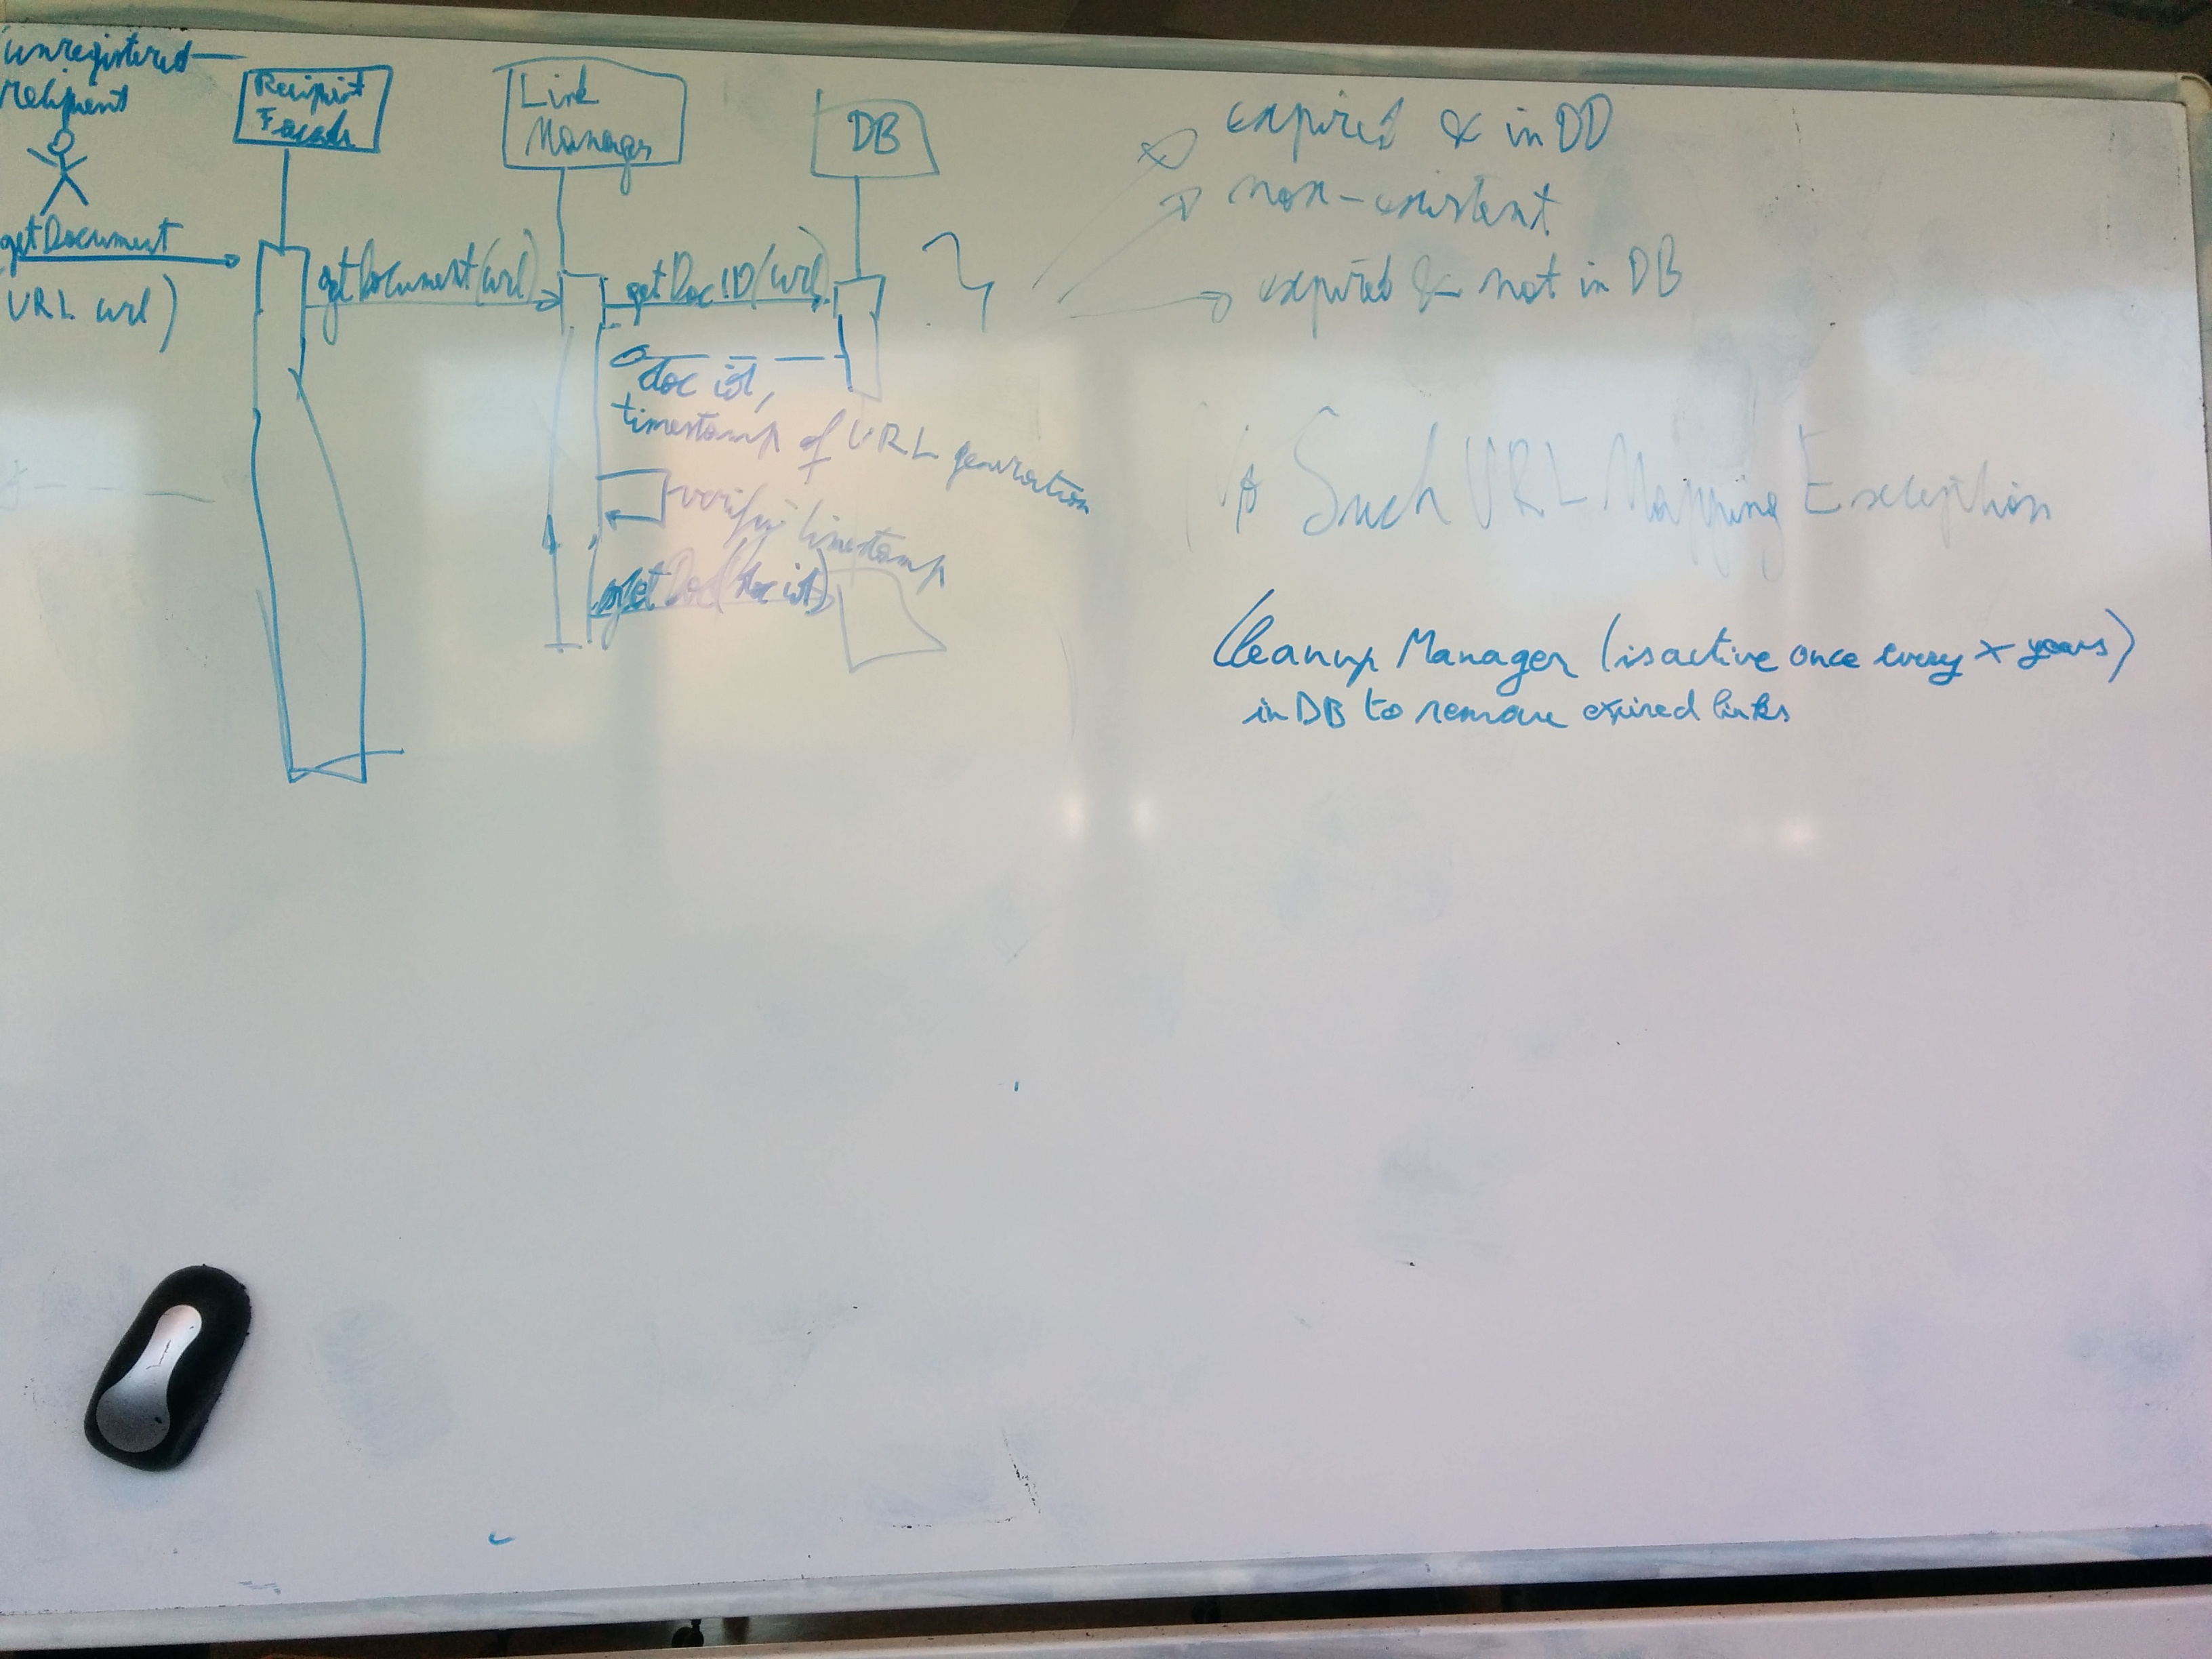 unregistered
recipient
Recipient
Facade
Link
Manager
DB
getDocument
URL url)
getDocument(url)
getDocID(url)
doc id,
timestamp of URL generation
verify timestamp
getDoc(doc id)
expired & in DD
non-existent
expired & not in DB
No Such URL Mapping Exception
Cleanup Manager (is active once every x years)
in DB to remove expired links